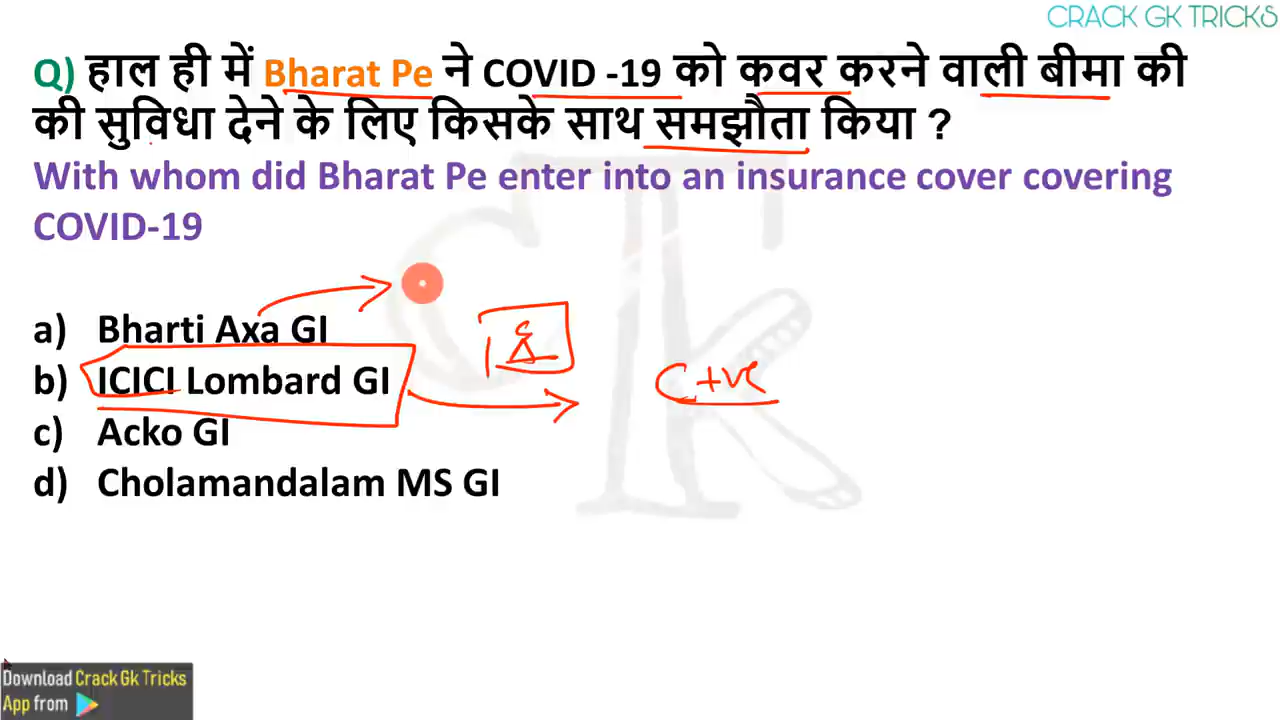 CRACK GK TRICKS
Q) हाल ही में Bharat Pe ने COVID -19 को कवर करने वाली बीमा की
की सुविधा देने के लिए किसके साथ समझौता किया ?
With whom did Bharat Pe enter into an insurance cover covering
COVID-19
a) Bharti Axa GI
b) ICICI Lombard GI
C +ve
c) Acko GI
d) Cholamandalam MS GI
Download Crack Gk Tricks
App from